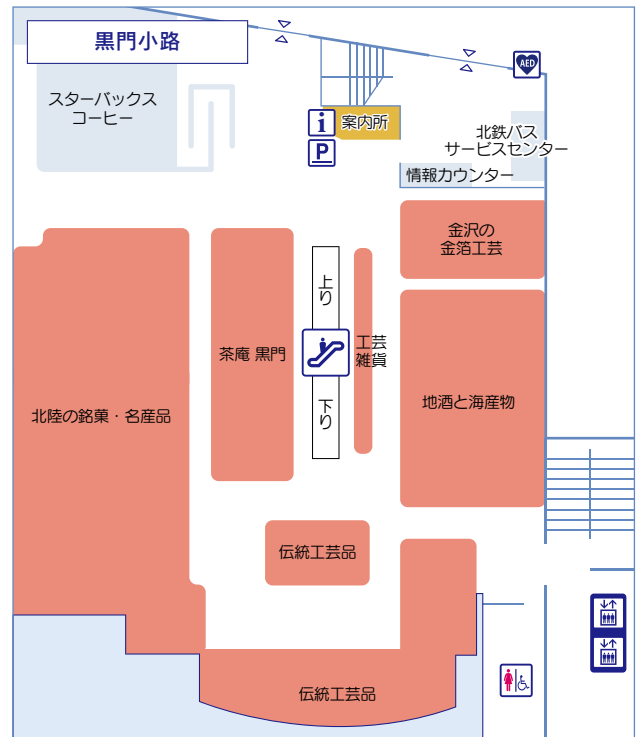 黒門小路
AED
スターバックス
コーヒー
i
案内所
P
北鉄バス
サービスセンター
情報カウンター
金沢の
金箔工芸
上り
工芸
雑貨
茶庵 黒門
下り
地酒と海産物
北陸の銘菓・名産品
伝統工芸品
伝統工芸品